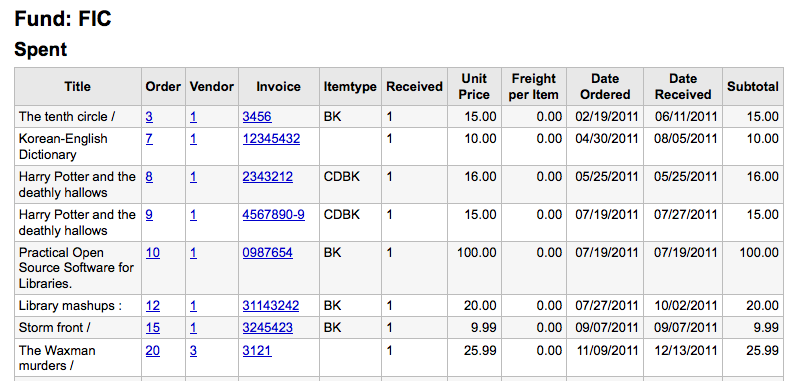 Fund: FIC
Spent
Title Order Vendor Invoice Itemtype Received Unit Price Freight per Item Date Ordered Date Received Subtotal
The tenth circle / 3 1 3456 BK 1 15.00 0.00 02/19/2011 06/11/2011 15.00
Korean-English Dictionary 7 1 12345432 1 10.00 0.00 04/30/2011 08/05/2011 10.00
Harry Potter and the deathly hallows 8 1 2343212 CDBK 1 16.00 0.00 05/25/2011 05/25/2011 16.00
Harry Potter and the deathly hallows 9 1 4567890-9 CDBK 1 15.00 0.00 07/19/2011 07/27/2011 15.00
Practical Open Source Software for Libraries. 10 1 0987654 BK 1 100.00 0.00 07/19/2011 07/19/2011 100.00
Library mashups : 12 1 31143242 BK 1 20.00 0.00 07/27/2011 10/02/2011 20.00
Storm front / 15 1 3245423 BK 1 9.99 0.00 09/07/2011 09/07/2011 9.99
The Waxman murders / 20 3 3121 1 25.99 0.00 11/09/2011 12/13/2011 25.99